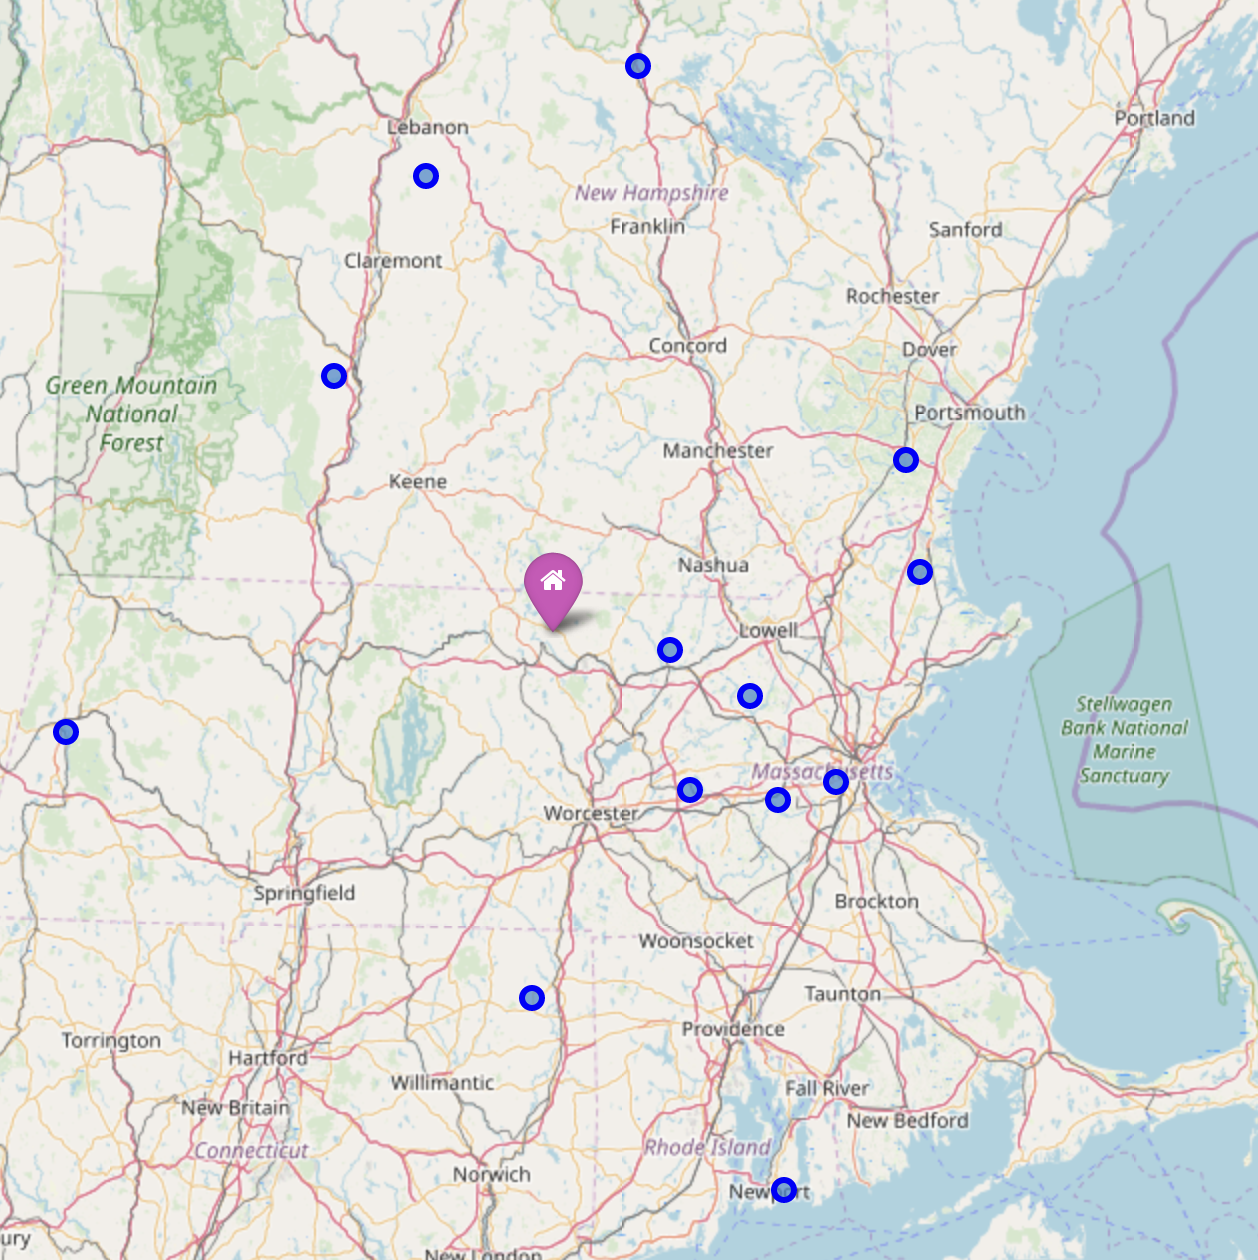 Portland
Lebanon
New Hampshire
Franklin
Sanford
Claremont
Rochester
Concord
Dover
Green Mountain
National
Forest
Portsmouth
Manchester
Keene
Nashua
Lowell
Stellwagen
Bank National
Marine
Sanctuary
Massachusetts
Worcester
Springfield
Brockton
Woonsocket
Taunton
Providence
Torrington
Hartford
Willimantic
Fall River
New Britain
New Bedford
Connecticut
Rhode Island
Norwich
Newport
ury
New London